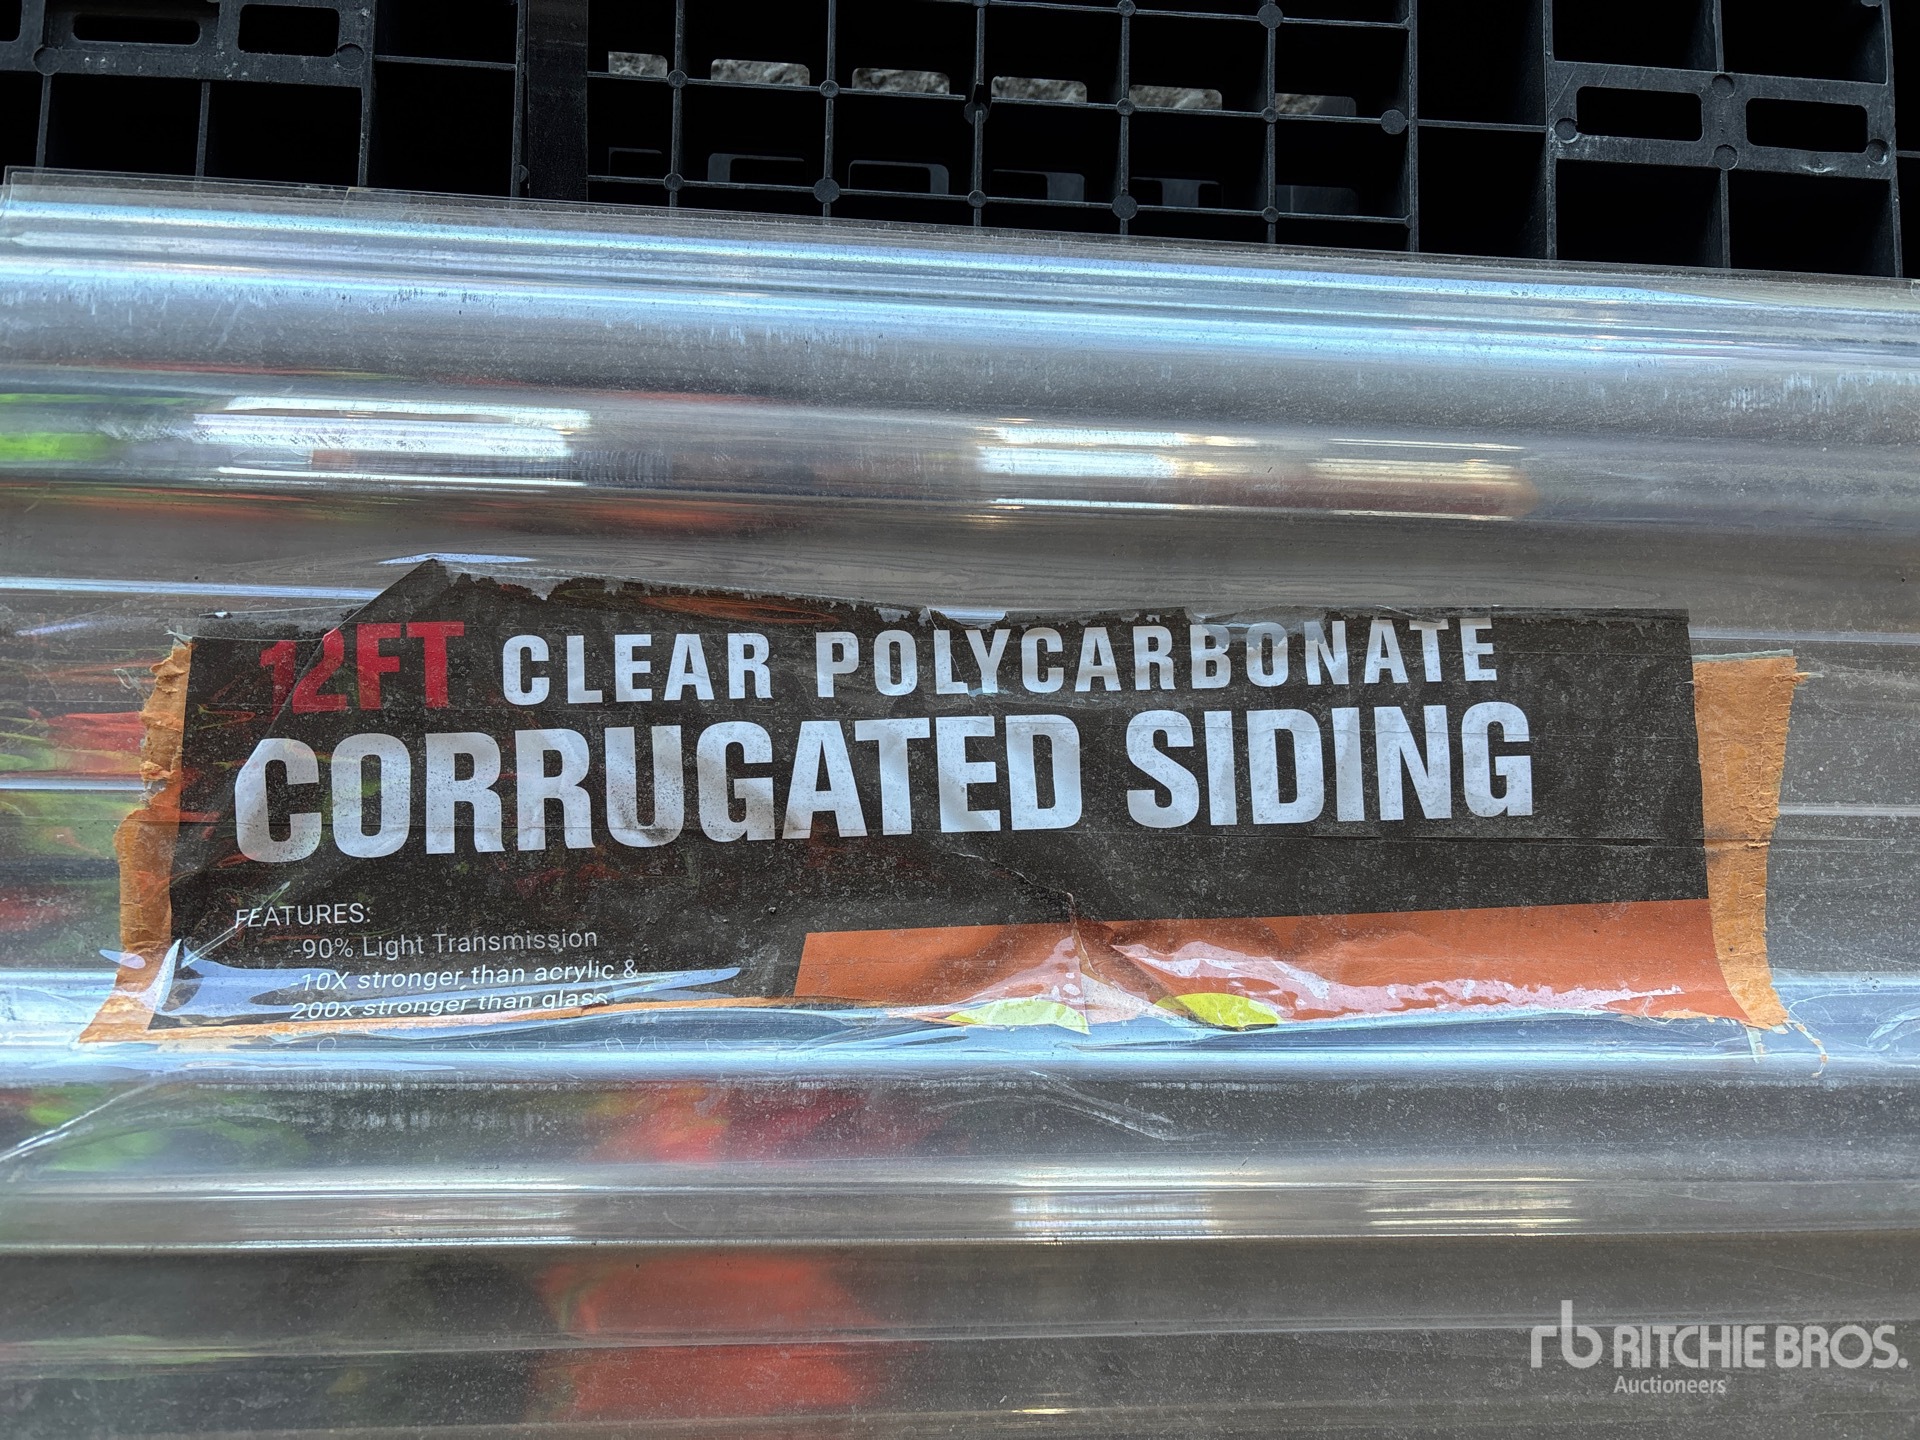 12FT CLEAR POLYCARBONATE
CORRUGATED SIDING
FEATURES:
-90% Light Transmission
-10X stronger than acrylic &
200x stronger than glass
rb RITCHIE BROS.
Auctioneers